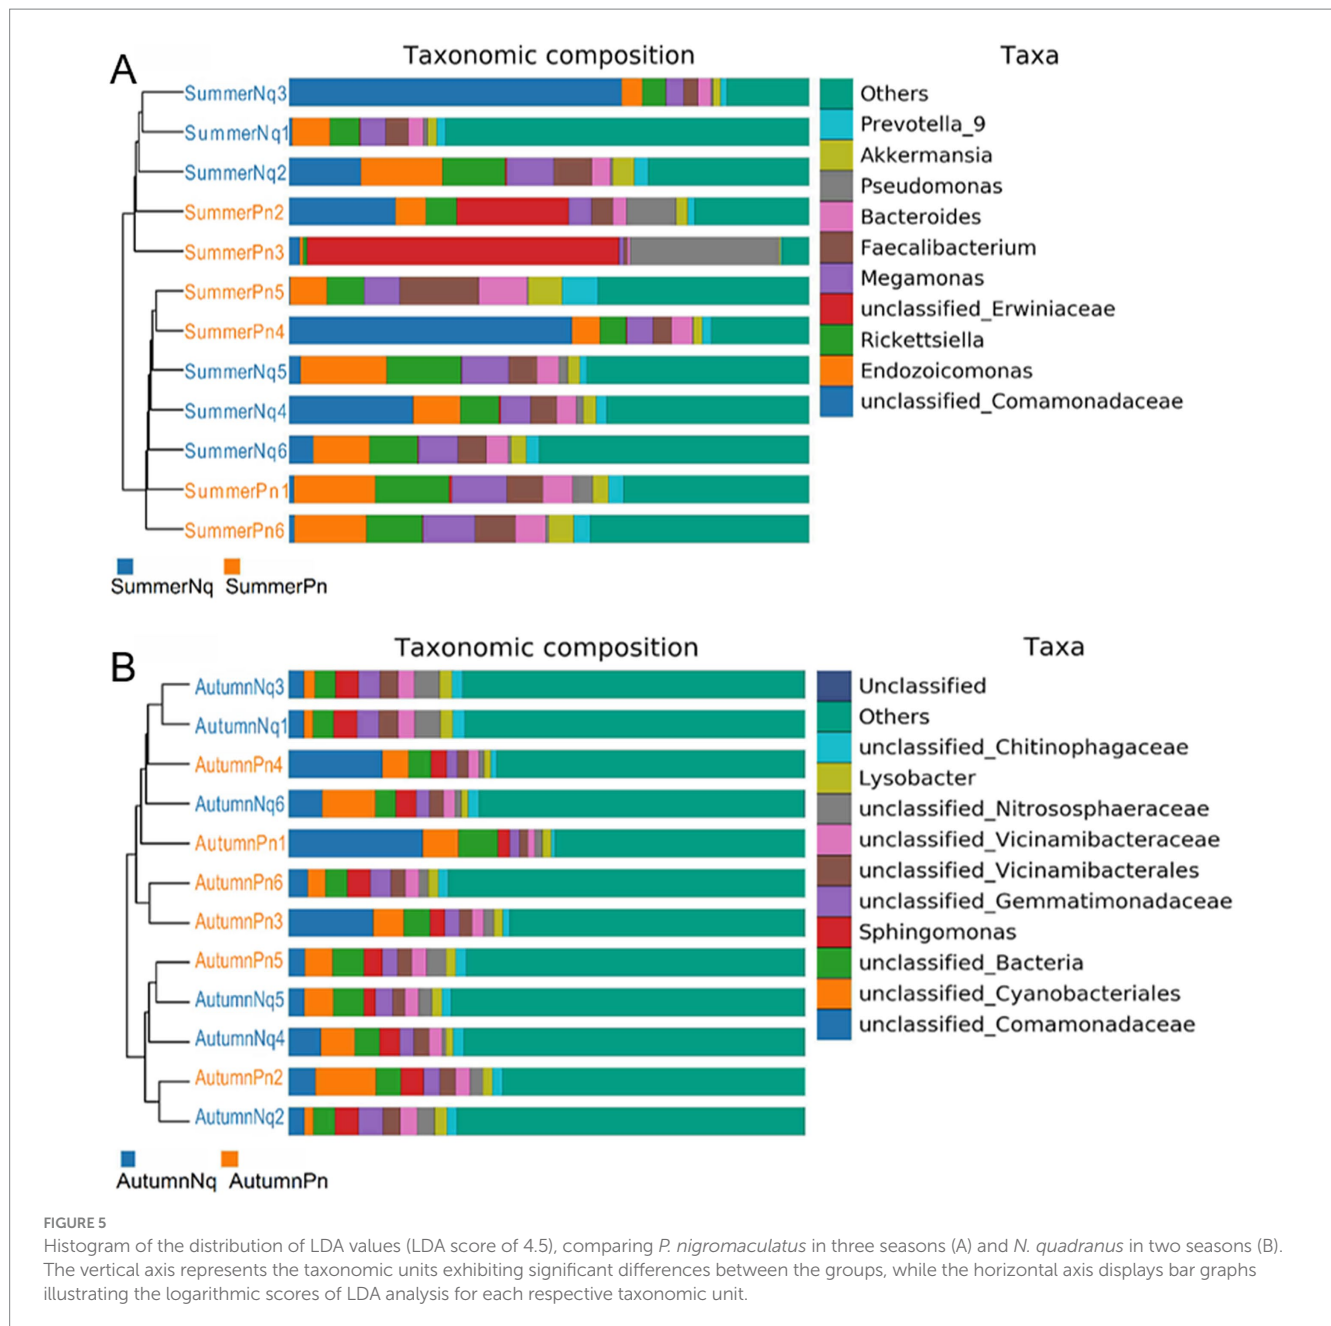 A
Taxonomic composition
Taxa
SummerNq3
SummerNq1
SummerNq2
SummerPn2
SummerPn3
SummerPn5
SummerPn4
SummerNq5
SummerNq4
SummerNq6
SummerPn1
SummerPn6
Others
Prevotella_9
Akkermansia
Pseudomonas
Bacteroides
Faecalibacterium
Megamonas
unclassified_Erwiniaceae
Rickettsiella
Endozoicomonas
unclassified_Comamonadaceae
SummerNq SummerPn
B
Taxonomic composition
Taxa
AutumnNq3
AutumnNq1
AutumnPn4
AutumnNq6
AutumnPn1
AutumnPn6
AutumnPn3
AutumnPn5
AutumnNq5
AutumnNq4
AutumnPn2
AutumnNq2
Unclassified
Others
unclassified_Chitinophagaceae
Lysobacter
unclassified_Nitrososphaeraceae
unclassified_Vicinamibacteraceae
unclassified_Vicinamibacterales
unclassified_Gemmatimonadaceae
Sphingomonas
unclassified_Bacteria
unclassified_Cyanobacteriales
unclassified_Comamonadaceae
AutumnNq AutumnPn
FIGURE 5
Histogram of the distribution of LDA values (LDA score of 4.5), comparing P. nigromaculatus in three seasons (A) and N. quadranus in two seasons (B).
The vertical axis represents the taxonomic units exhibiting significant differences between the groups, while the horizontal axis displays bar graphs
illustrating the logarithmic scores of LDA analysis for each respective taxonomic unit.